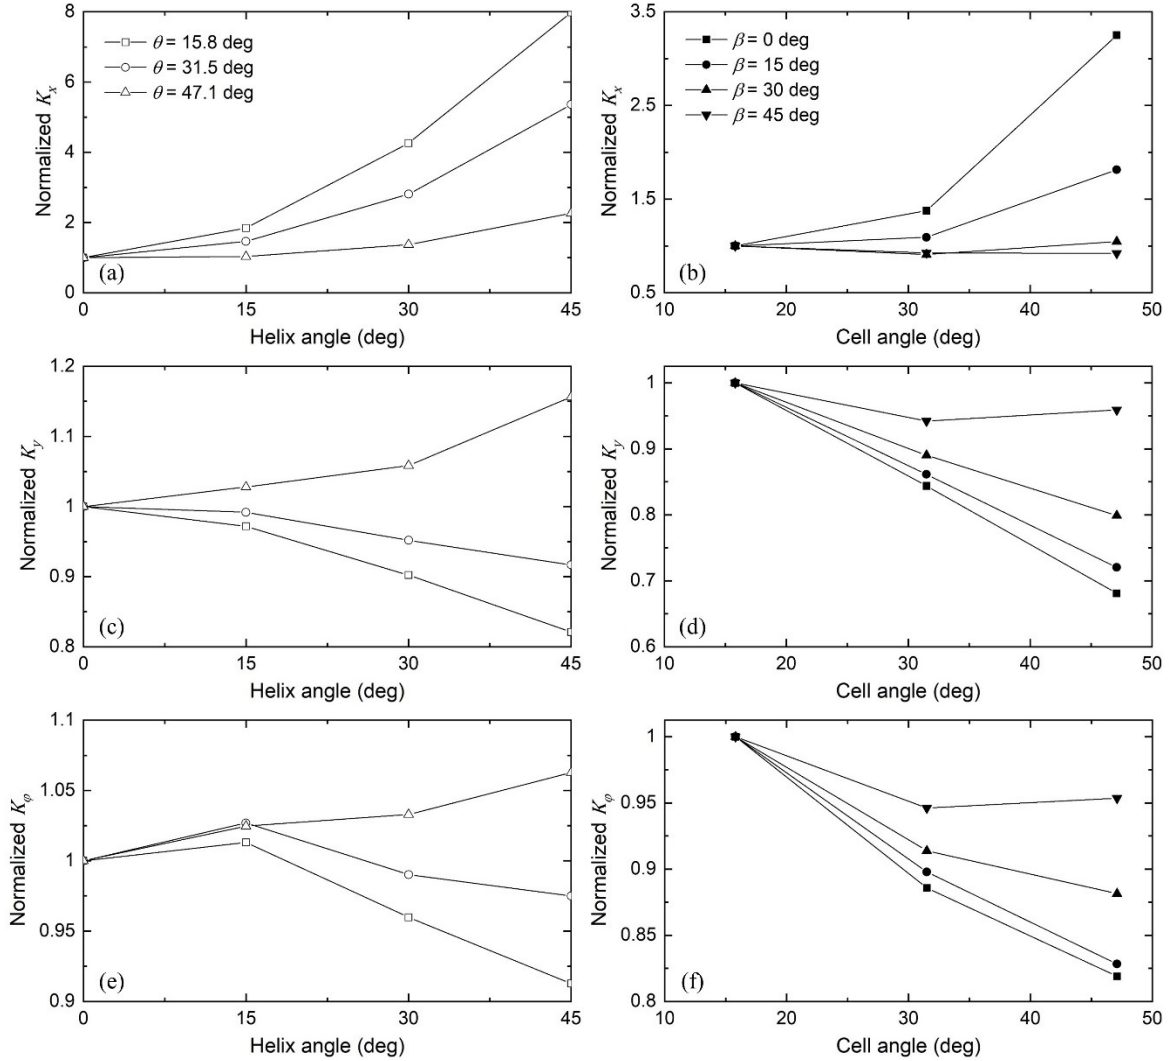 8
6
4
2
0
Normalized Kx
θ = 15.8 deg
θ = 31.5 deg
θ = 47.1 deg
(a)
0 15 30 45
Helix angle (deg)
3.5
2.5
1.5
0.5
Normalized Kx
β = 0 deg
β = 15 deg
β = 30 deg
β = 45 deg
(b)
10 20 30 40 50
Cell angle (deg)
1.2
1.1
1
0.9
0.8
Normalized Ky
(c)
0 15 30 45
Helix angle (deg)
1
0.9
0.8
0.7
0.6
Normalized Ky
(d)
10 20 30 40 50
Cell angle (deg)
1.1
1.05
1
0.95
0.9
Normalized Kφ
(e)
0 15 30 45
Helix angle (deg)
1
0.95
0.9
0.85
0.8
Normalized Kφ
(f)
10 20 30 40 50
Cell angle (deg)